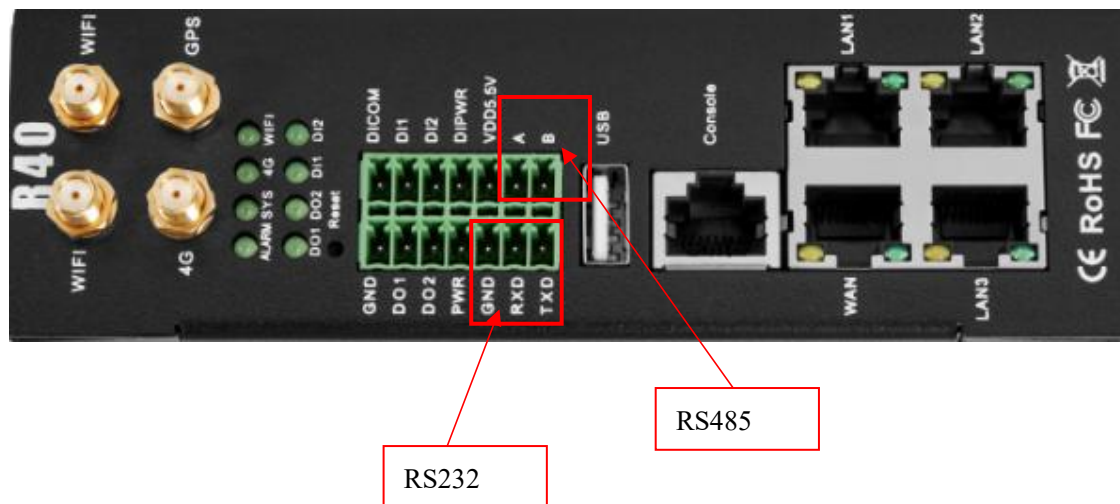 WIFI
GPS
R40
WIFI
4G
WIFI
DI2
4G
DI1
SYS
DO2
ALARM
DO1
Reset
DICOM
DI1
DI2
DIPWR
VDD5.5V
A
B
GND
DO1
DO2
PWR
GND
RXD
TXD
USB
Console
LAN1
LAN2
WAN
LAN3
CE RoHS FC
RS485
RS232